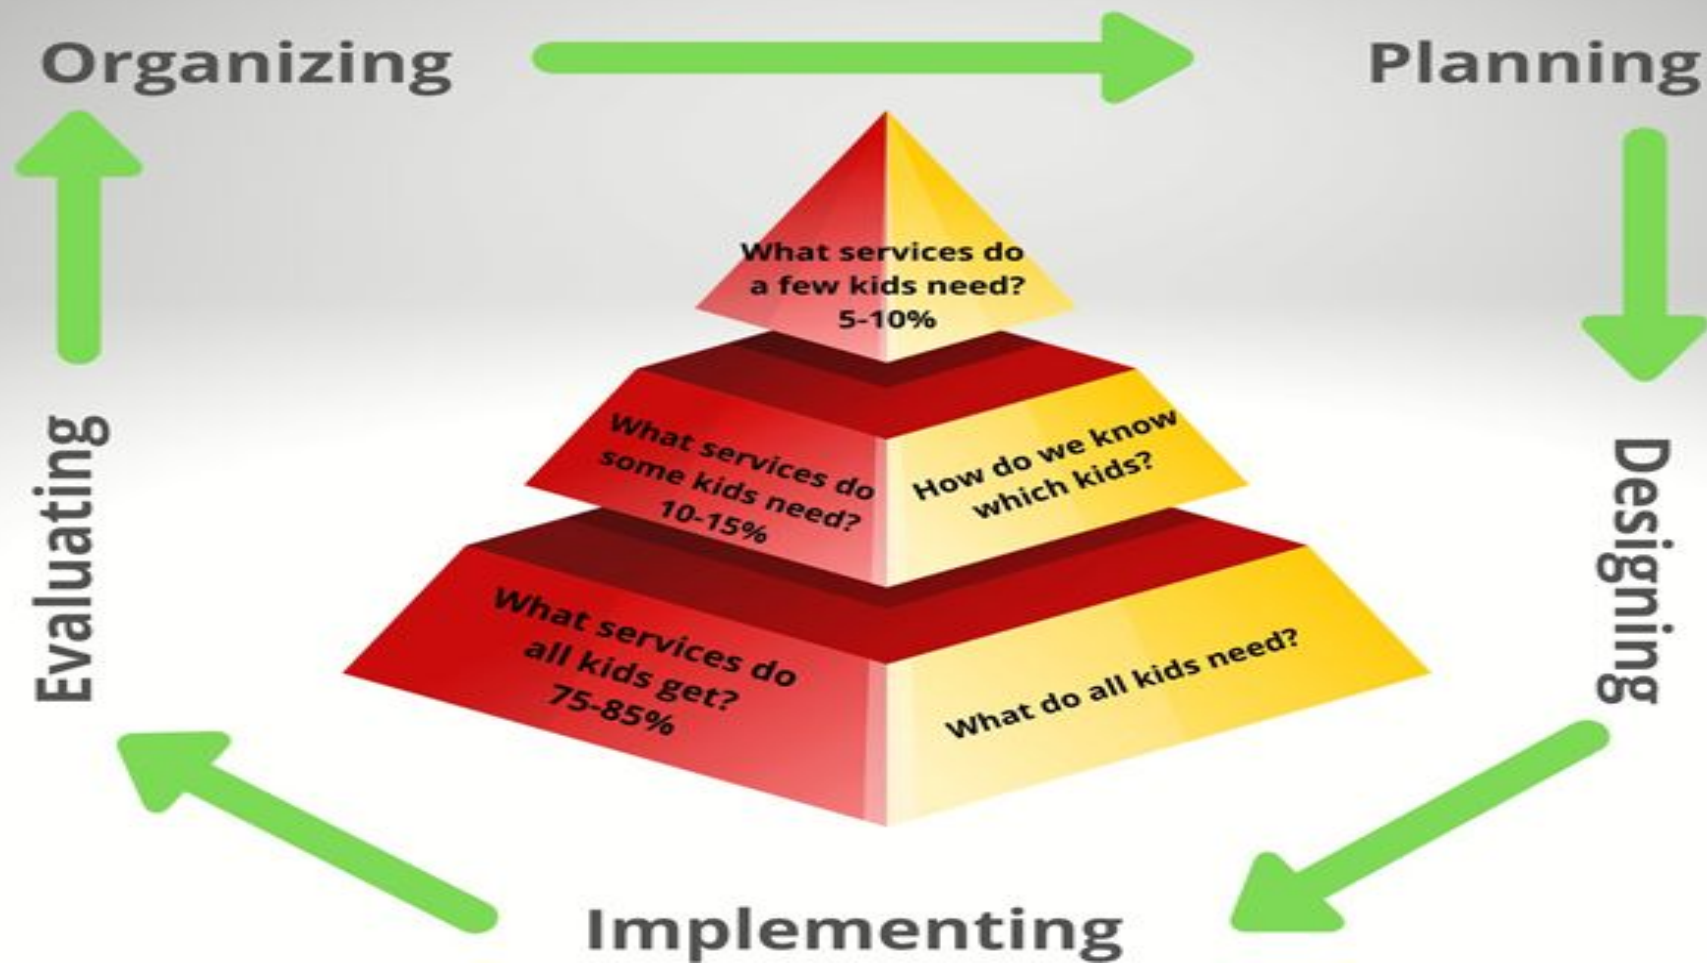 Organizing
Planning
What services do
a few kids need?
5-10%
What services do
some kids need?
10-15%
How do we know
which kids?
What services do
all kids get?
75-85%
What do all kids need?
Evaluating
Designing
Implementing